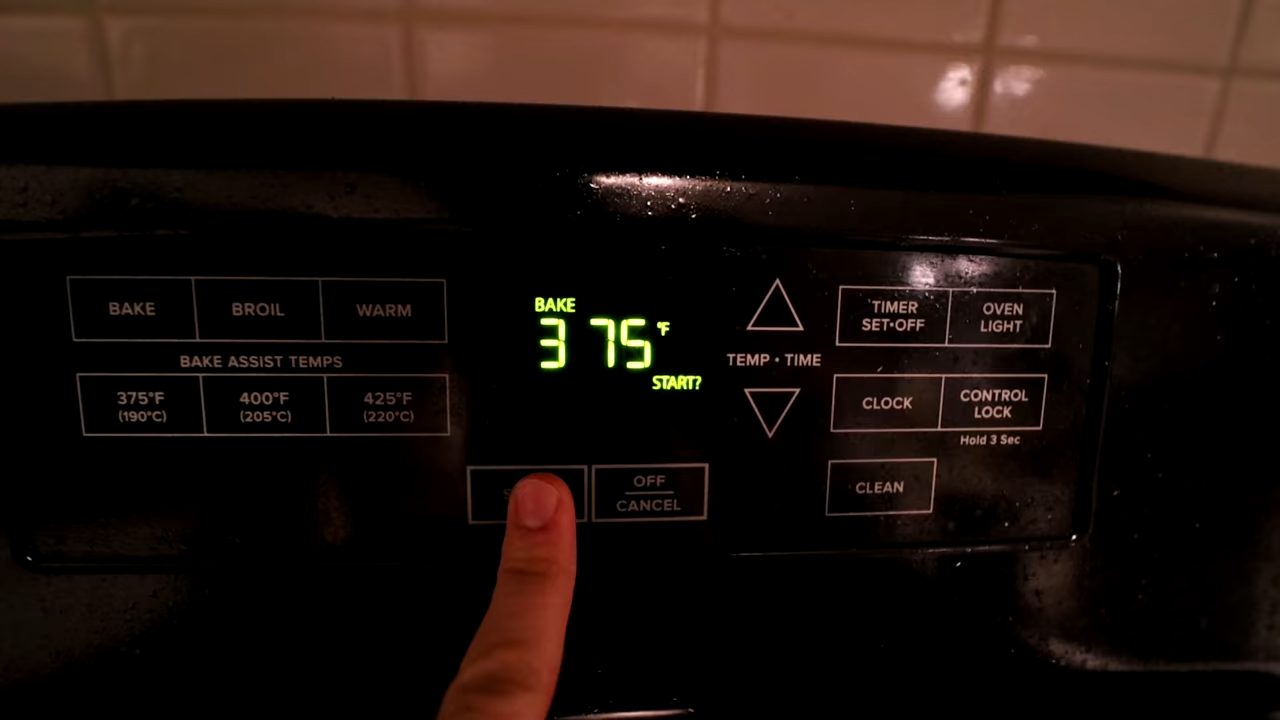 BAKE
BROIL
WARM
BAKE ASSIST TEMPS
375°F
(190°C)
400°F
(205°C)
425°F
(220°C)
BAKE
375°F
START?
OFF
CANCEL
TEMP • TIME
TIMER
SET•OFF
OVEN
LIGHT
CLOCK
CONTROL
LOCK
Hold 3 Sec
CLEAN